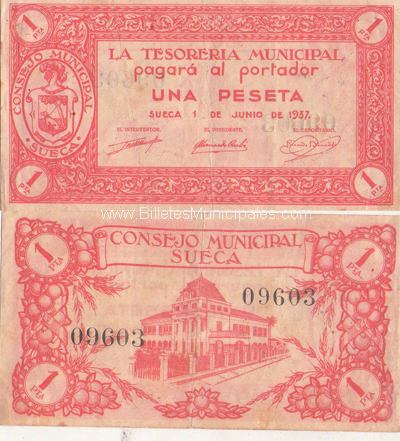 1
PTA
1
PTA
CONSEJO MUNICIPAL
SUECA
LA TESORERIA MUNICIPAL
pagará al portador
UNA PESETA
SUECA 1 DE JUNIO DE 1937
EL INTERVENTOR, EL PRESIDENTE, EL DEPOSITARIO,
1
PTA
1
PTA
www.BilletesMunicipales.com
CONSEJO MUNICIPAL
SUECA
1
PTA
1
PTA
09603
09603
1
PTA
1
PTA